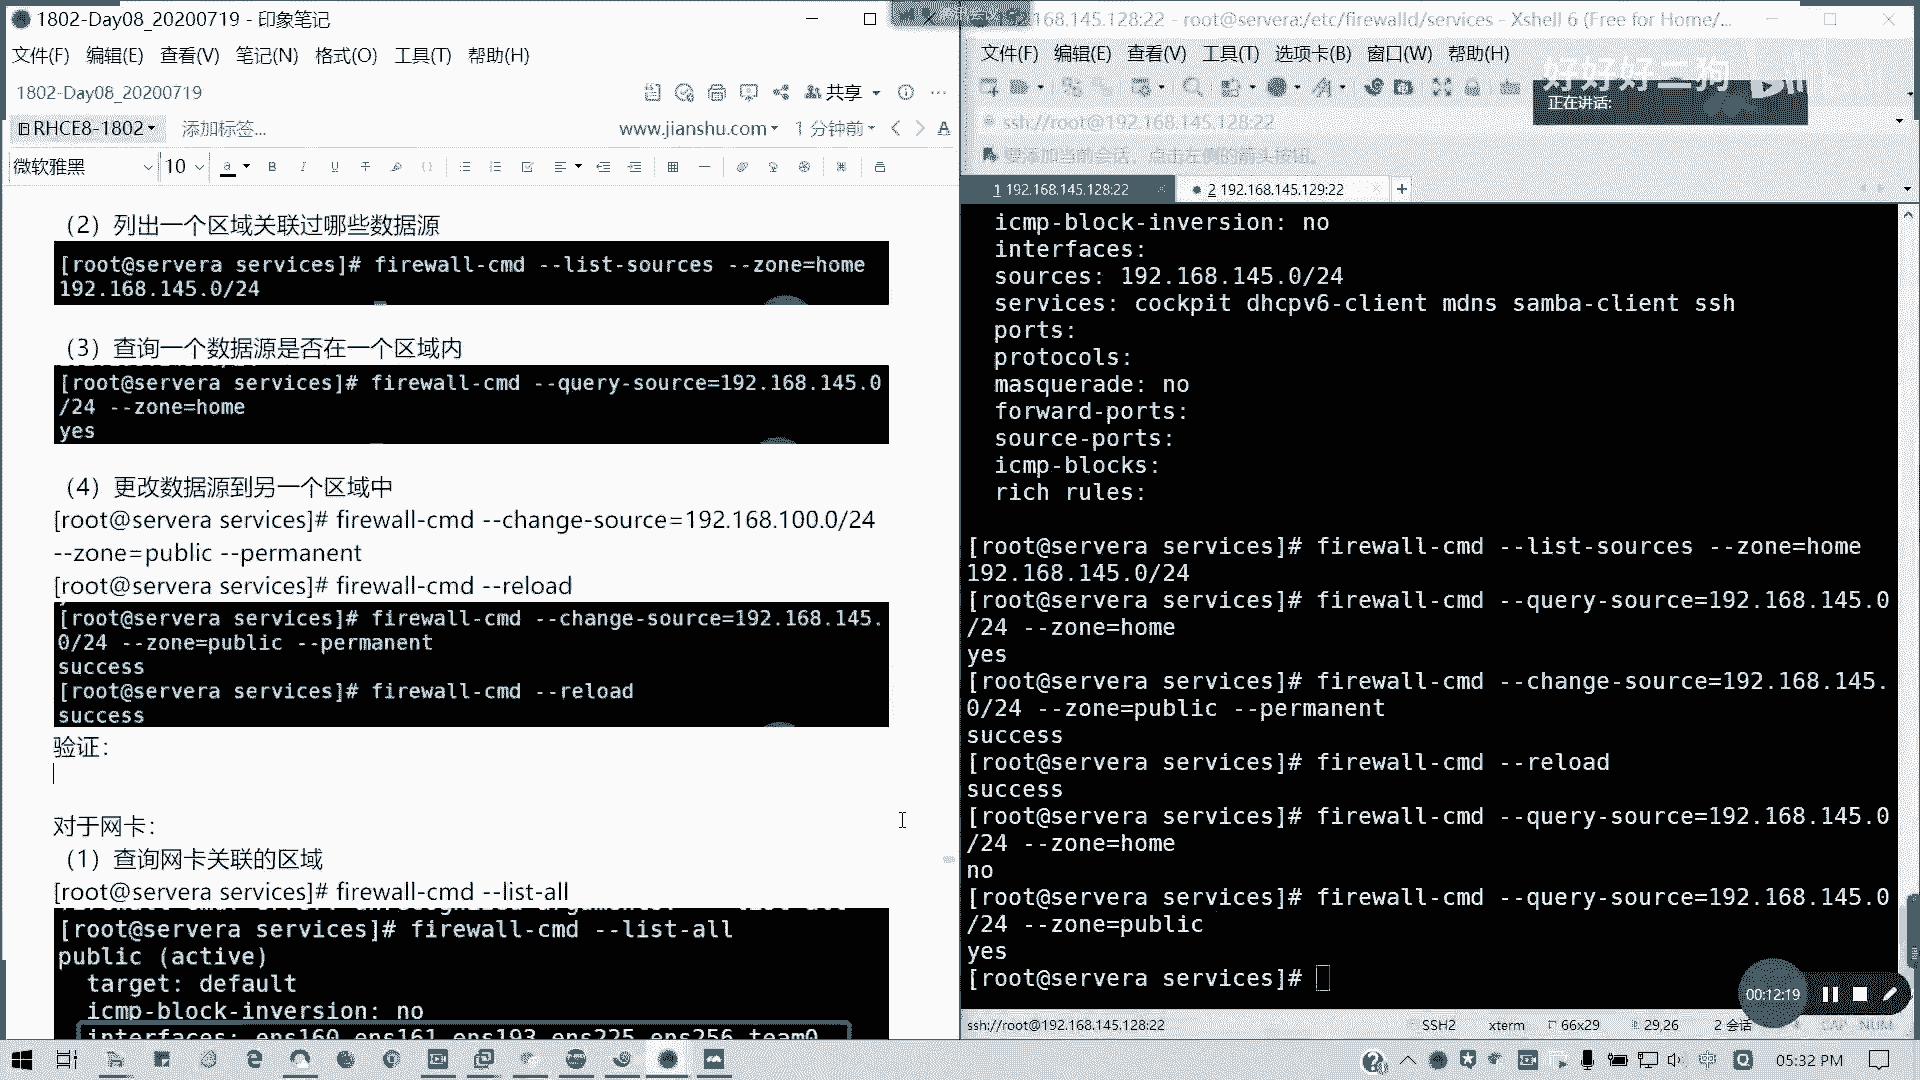 1802-Day08_20200719 - 印象笔记
文件(F) 编辑(E) 查看(V) 笔记(N) 格式(O) 工具(T) 帮助(H)
1802-Day08_20200719
共享
RHCE8-1802
添加标签...
www.jianshu.com
1 分钟前
微软雅黑
10
（2）列出一个区域关联过哪些数据源
[root@servera services]# firewall-cmd --list-sources --zone=home
192.168.145.0/24
（3）查询一个数据源是否在一个区域内
[root@servera services]# firewall-cmd --query-source=192.168.145.0
/24 --zone=home
yes
（4）更改数据源到另一个区域中
[root@servera services]# firewall-cmd --change-source=192.168.100.0/24
--zone=public --permanent
[root@servera services]# firewall-cmd --reload
[root@servera services]# firewall-cmd --change-source=192.168.145.
0/24 --zone=public --permanent
success
[root@servera services]# firewall-cmd --reload
success
验证：
对于网卡：
（1）查询网卡关联的区域
[root@servera services]# firewall-cmd --list-all
[root@servera services]# firewall-cmd --list-all
public (active)
target: default
icmp-block-inversion: no
interfaces: ens160 ens161 ens193 ens225 ens256 team0
168.145.128:22 - root@servera:/etc/firewalld/services - Xshell 6 (Free for Home/...
文件(F) 编辑(E) 查看(V) 工具(T) 选项卡(B) 窗口(W) 帮助(H)
好好好二狗
正在讲话:
ssh://root@192.168.145.128:22
要添加当前会话，点击左侧的箭头按钮。
1 192.168.145.128:22
2 192.168.145.129:22
icmp-block-inversion: no
interfaces:
sources: 192.168.145.0/24
services: cockpit dhcpv6-client mdns samba-client ssh
ports:
protocols:
masquerade: no
forward-ports:
source-ports:
icmp-blocks:
rich rules:
[root@servera services]# firewall-cmd --list-sources --zone=home
192.168.145.0/24
[root@servera services]# firewall-cmd --query-source=192.168.145.0
/24 --zone=home
yes
[root@servera services]# firewall-cmd --change-source=192.168.145.
0/24 --zone=public --permanent
success
[root@servera services]# firewall-cmd --reload
success
[root@servera services]# firewall-cmd --query-source=192.168.145.0
/24 --zone=home
no
[root@servera services]# firewall-cmd --query-source=192.168.145.0
/24 --zone=public
yes
[root@servera services]#
00:12:19
ssh://root@192.168.145.128:22
SSH2
xterm
66x29
29,26
2 会话
CAP NUM
05:32 PM